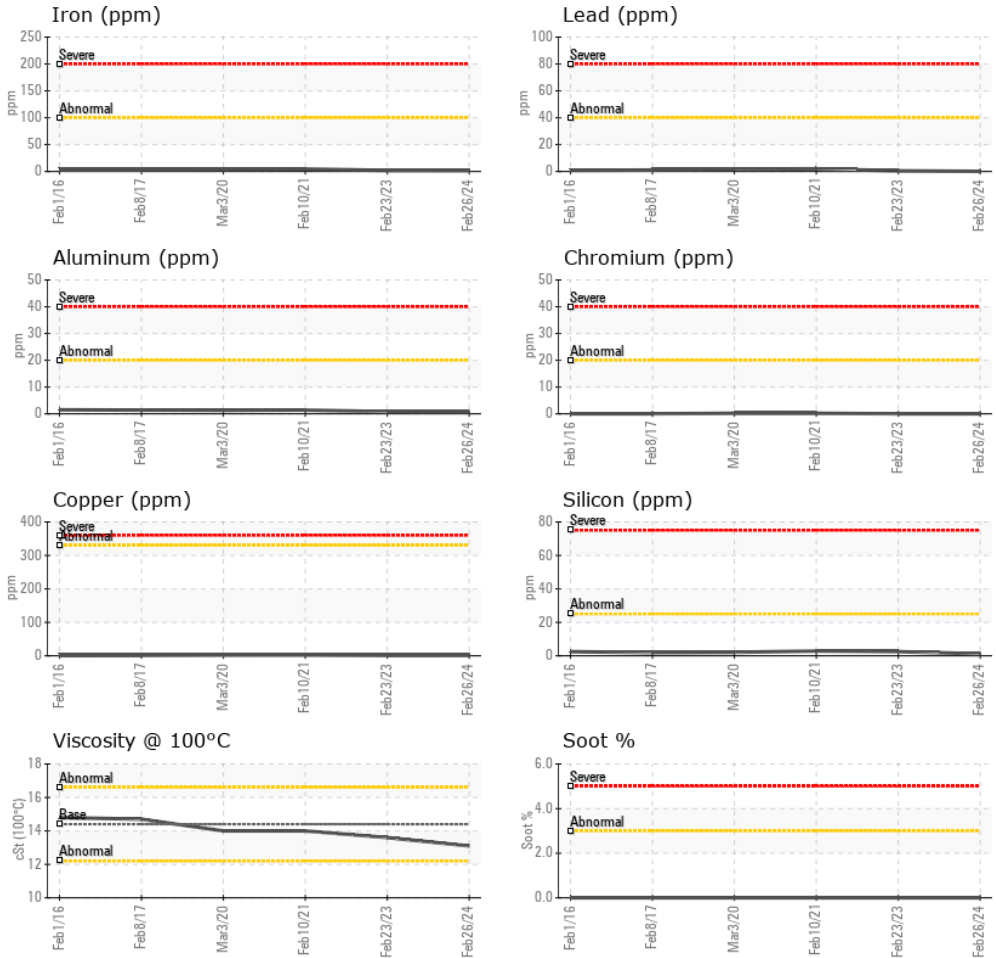 Iron (ppm)
250
200
150
100
50
0
ppm
Severe
Abnormal
Feb1/16
Feb8/17
Mar3/20
Feb10/21
Feb23/23
Feb26/24
Lead (ppm)
100
80
60
40
20
0
ppm
Severe
Abnormal
Feb1/16
Feb8/17
Mar3/20
Feb10/21
Feb23/23
Feb26/24
Aluminum (ppm)
50
40
30
20
10
0
ppm
Severe
Abnormal
Feb1/16
Feb8/17
Mar3/20
Feb10/21
Feb23/23
Feb26/24
Chromium (ppm)
50
40
30
20
10
0
ppm
Severe
Abnormal
Feb1/16
Feb8/17
Mar3/20
Feb10/21
Feb23/23
Feb26/24
Copper (ppm)
400
300
200
100
0
ppm
Severe
Abnormal
Feb1/16
Feb8/17
Mar3/20
Feb10/21
Feb23/23
Feb26/24
Silicon (ppm)
80
60
40
20
0
ppm
Severe
Abnormal
Feb1/16
Feb8/17
Mar3/20
Feb10/21
Feb23/23
Feb26/24
Viscosity @ 100°C
18
16
14
12
10
cSt (100°C)
Abnormal
Base
Abnormal
Feb1/16
Feb8/17
Mar3/20
Feb10/21
Feb23/23
Feb26/24
Soot %
6.0
4.0
2.0
0.0
Soot %
Severe
Abnormal
Feb1/16
Feb8/17
Mar3/20
Feb10/21
Feb23/23
Feb26/24